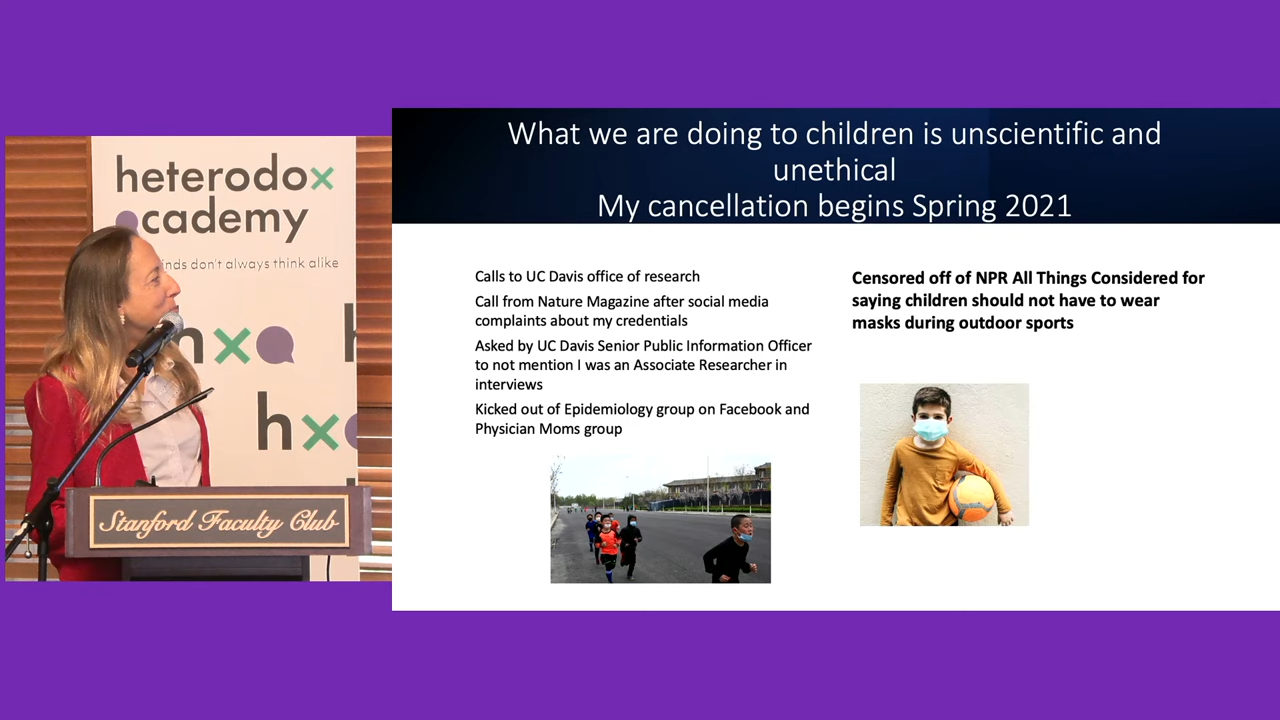 heterodox
academy
inds don't always think alike
hx
h
hx
Stanford Faculty Club
What we are doing to children is unscientific and
unethical
My cancellation begins Spring 2021
Calls to UC Davis office of research
Call from Nature Magazine after social media
complaints about my credentials
Asked by UC Davis Senior Public Information Officer
to not mention I was an Associate Researcher in
interviews
Kicked out of Epidemiology group on Facebook and
Physician Moms group
Censored off of NPR All Things Considered for
saying children should not have to wear
masks during outdoor sports